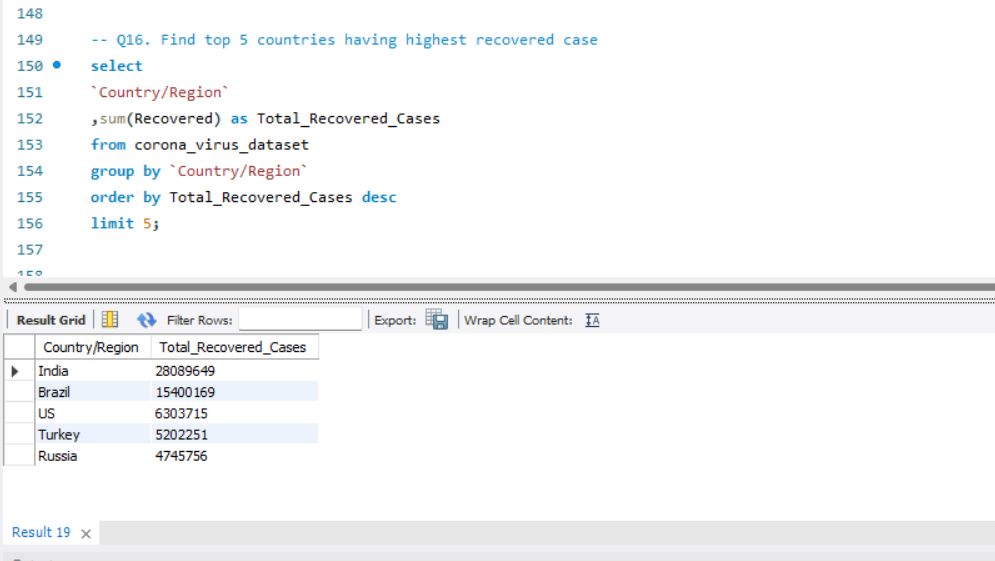 148
149 -- Q16. Find top 5 countries having highest recovered case
150 select
151 `Country/Region`
152 ,sum(Recovered) as Total_Recovered_Cases
153 from corona_virus_dataset
154 group by `Country/Region`
155 order by Total_Recovered_Cases desc
156 limit 5;
157
158
Result Grid Filter Rows: Export: Wrap Cell Content:
Country/Region Total_Recovered_Cases
India 28089649
Brazil 15400169
US 6303715
Turkey 5202251
Russia 4745756
Result 19